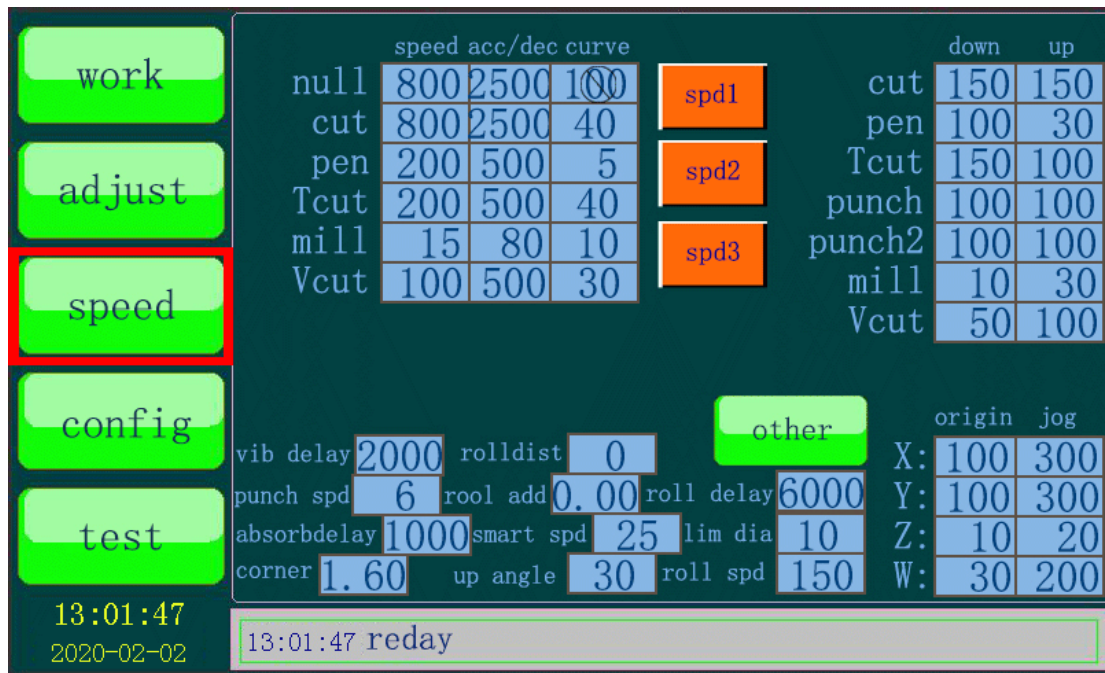 work
adjust
speed
config
test
13:01:47
2020-02-02
speed acc/dec curve
null 800 2500 100
cut 800 2500 40
pen 200 500 5
Tcut 200 500 40
mill 15 80 10
Vcut 100 500 30
spd1
spd2
spd3
down up
cut 150 150
pen 100 30
Tcut 150 100
punch 100 100
punch2 100 100
mill 10 30
Vcut 50 100
other
vib delay 2000 rolldist 0
punch spd 6 rool add 0.00 roll delay 6000
absorbdelay 1000 smart spd 25 lim dia 10
corner 1.60 up angle 30 roll spd 150
origin jog
X: 100 300
Y: 100 300
Z: 10 20
W: 30 200
13:01:47 reday